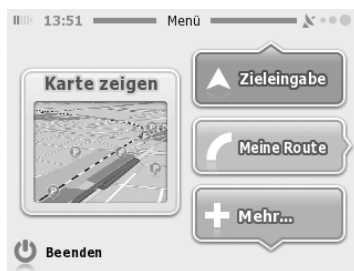 13:51 Menü
Karte zeigen
Zieleingabe
Meine Route
Mehr...
Beenden